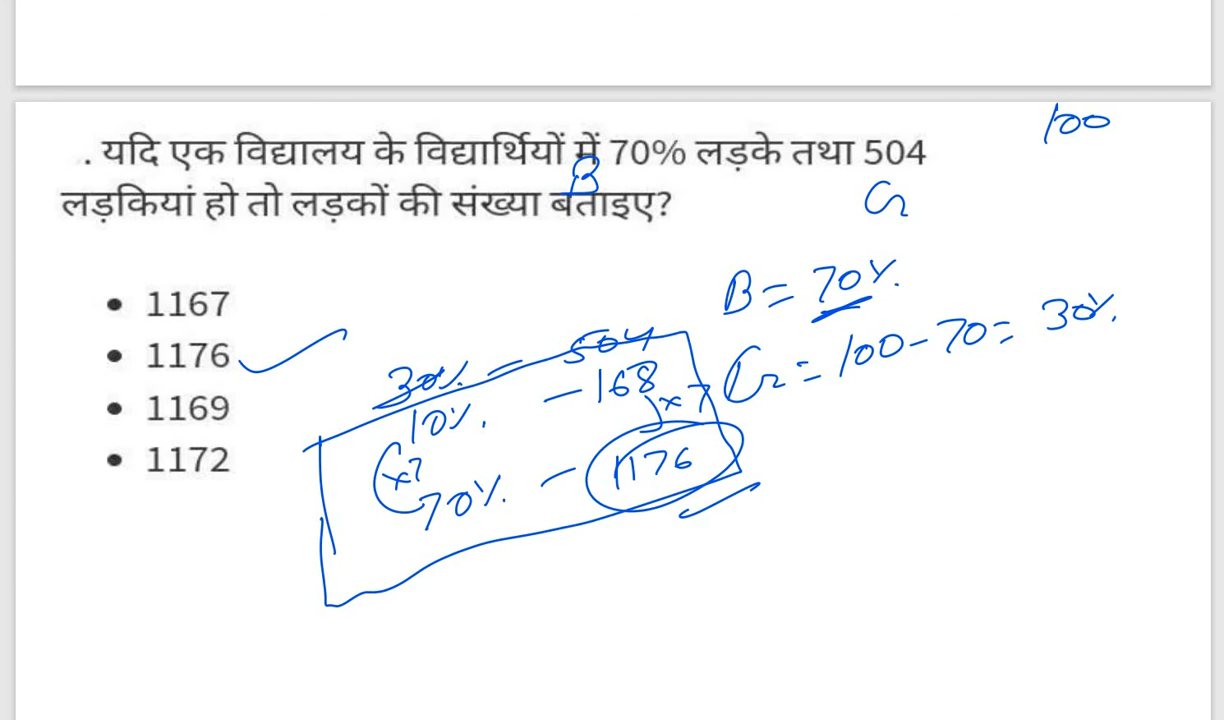 100
. यदि एक विद्यालय के विद्यार्थियों में 70% लड़के तथा 504
B
G
लड़कियां हो तो लड़कों की संख्या बताइए?
B = 70%.
G = 100 - 70 = 30%.
• 1167
• 1176
• 1169
• 1172
30% = 504
10%. - 168
×7 ×7
70%. - 1176